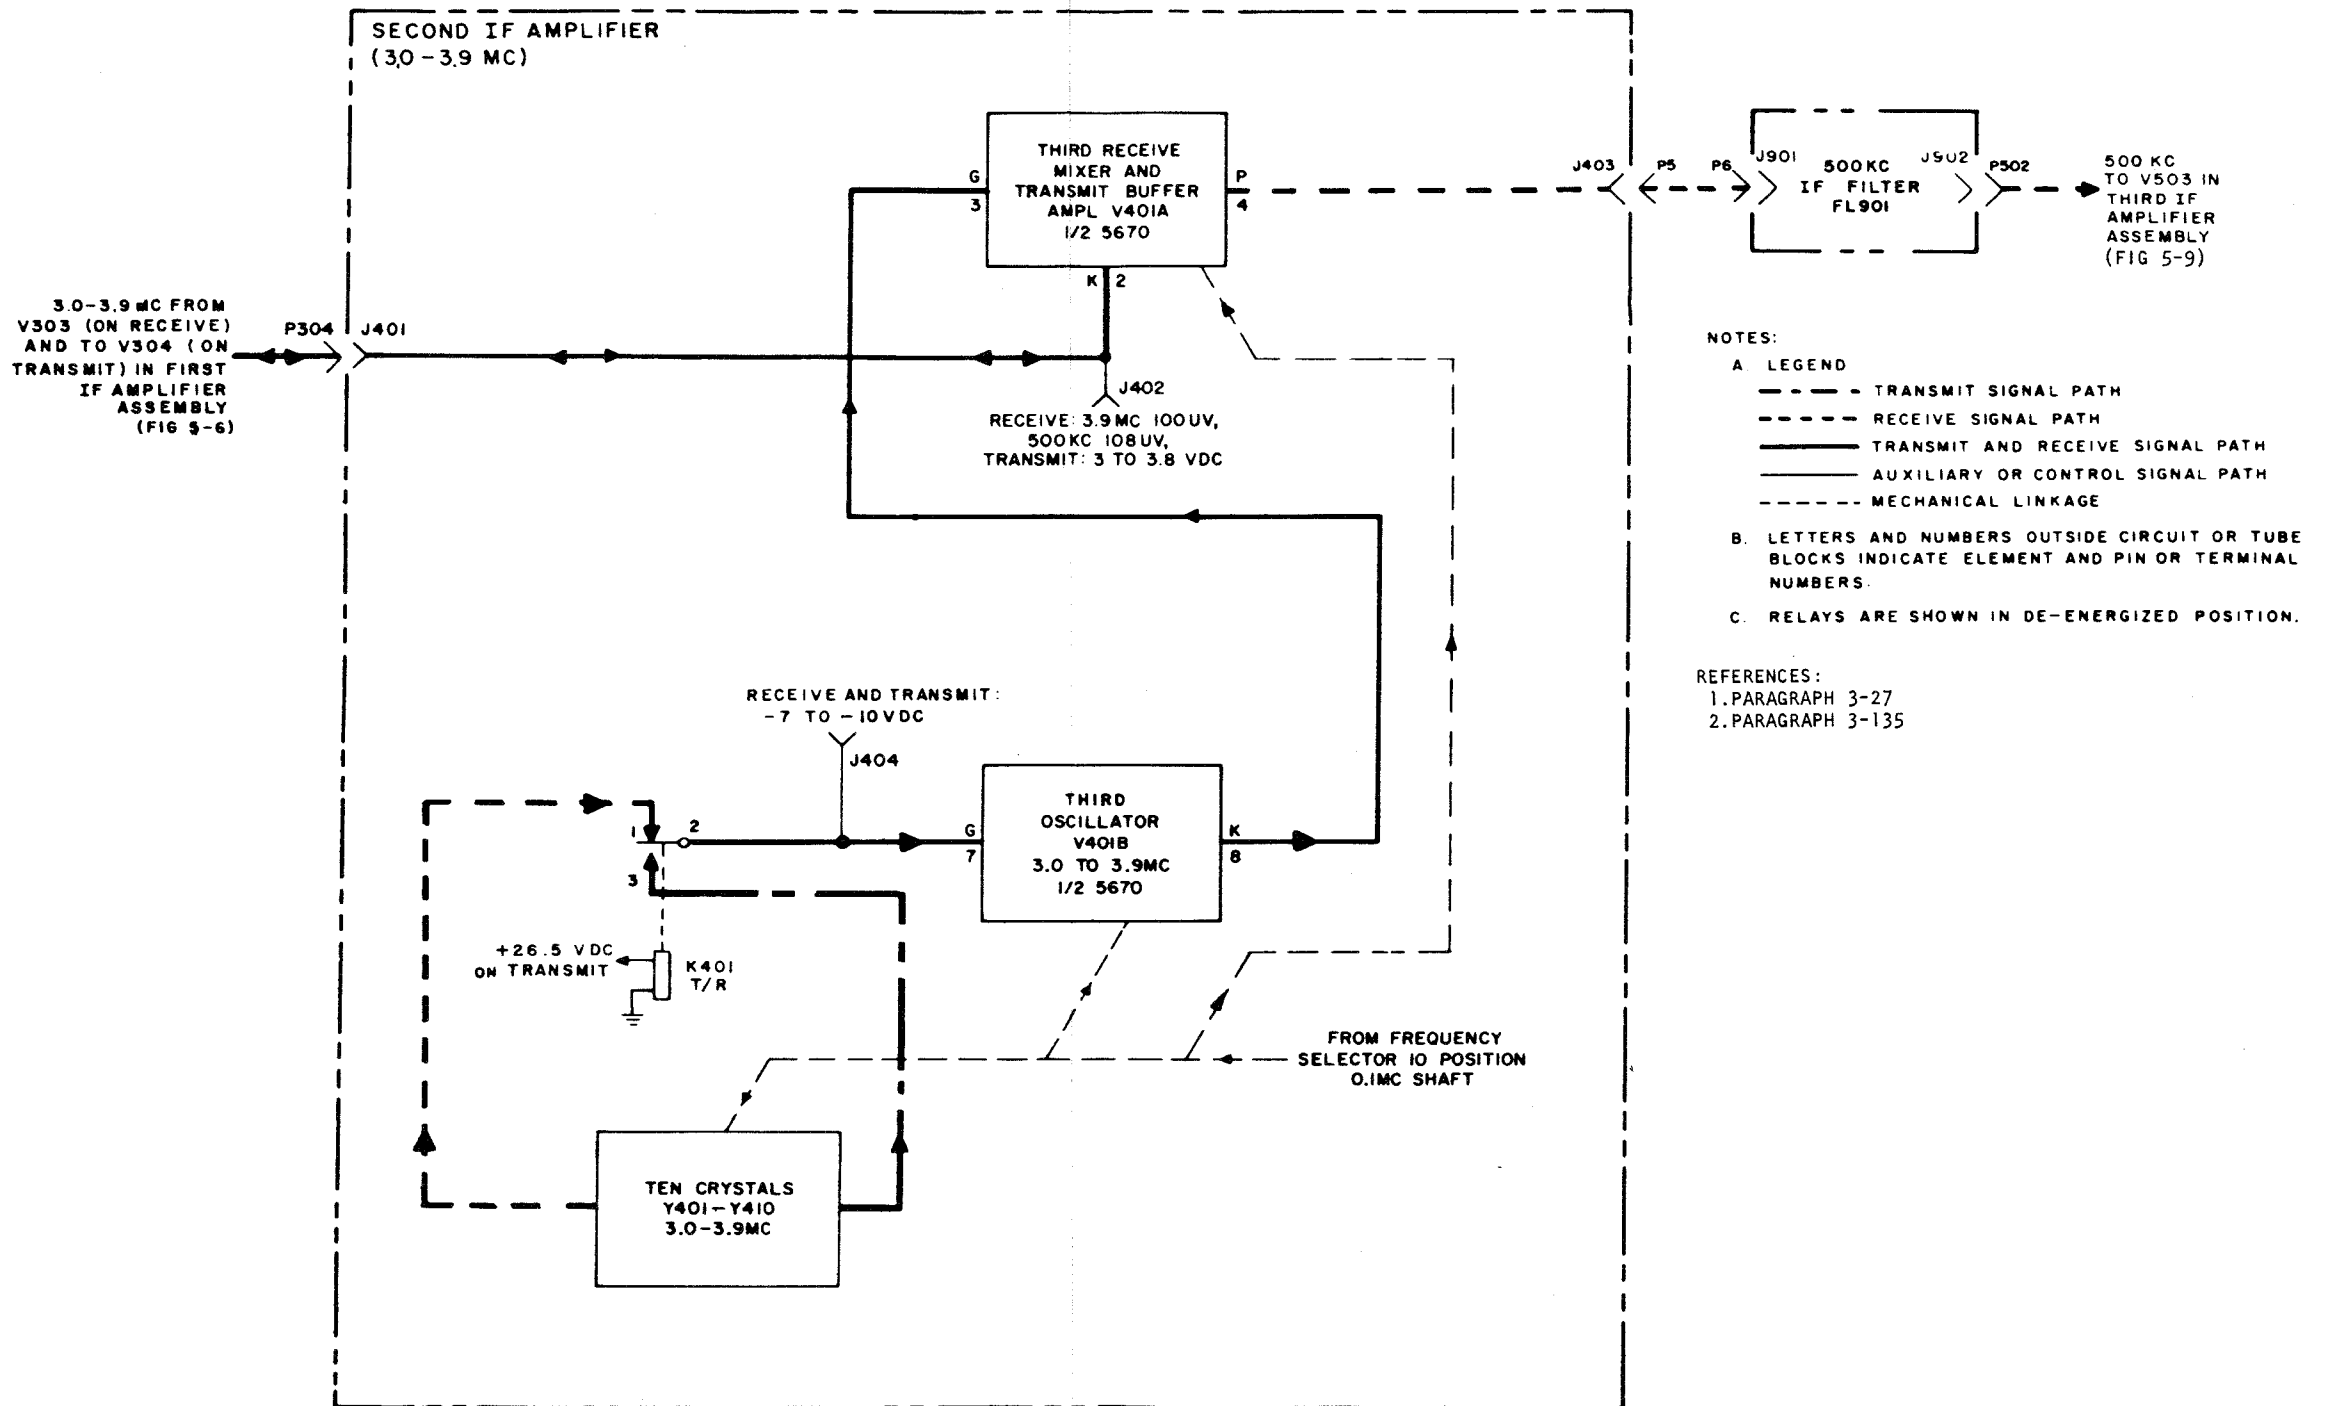 SECOND IF AMPLIFIER
(3.0-3.9 MC)
THIRD RECEIVE
MIXER AND
TRANSMIT BUFFER
AMPL V401A
1/2 5670
G
3
P
4
K 2
J403
P5
P6
J901
500KC
IF FILTER
FL901
J902
P502
500 KC
TO V503 IN
THIRD IF
AMPLIFIER
ASSEMBLY
(FIG 5-9)
3.0-3.9 MC FROM
V303 (ON RECEIVE)
AND TO V304 (ON
TRANSMIT) IN FIRST
IF AMPLIFIER
ASSEMBLY
(FIG 5-6)
P304
J401
J402
RECEIVE: 3.9 MC 100UV,
500KC 108UV,
TRANSMIT: 3 TO 3.8 VDC
NOTES:
A. LEGEND
TRANSMIT SIGNAL PATH
RECEIVE SIGNAL PATH
TRANSMIT AND RECEIVE SIGNAL PATH
AUXILIARY OR CONTROL SIGNAL PATH
MECHANICAL LINKAGE
B. LETTERS AND NUMBERS OUTSIDE CIRCUIT OR TUBE
BLOCKS INDICATE ELEMENT AND PIN OR TERMINAL
NUMBERS.
C. RELAYS ARE SHOWN IN DE-ENERGIZED POSITION.
REFERENCES:
1.PARAGRAPH 3-27
2.PARAGRAPH 3-135
RECEIVE AND TRANSMIT:
-7 TO -10VDC
J404
1
2
3
G
7
THIRD
OSCILLATOR
V401B
3.0 TO 3.9MC
1/2 5670
K
8
+26.5 VDC
ON TRANSMIT
K401
T/R
FROM FREQUENCY
SELECTOR 10 POSITION
0.1MC SHAFT
TEN CRYSTALS
Y401-Y410
3.0-3.9MC